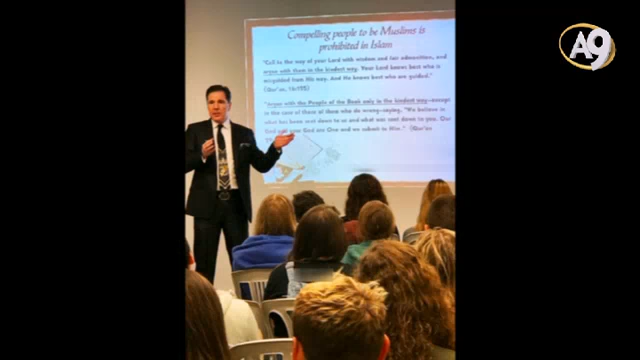 Compelling people to be Muslims is
prohibited in Islam
"Call to the way of your Lord with wisdom and fair admonition, and
argue with them in the kindest way. Your Lord knows best who is
misguided from His way. And He knows best who are guided."
(Qur'an, 16:125)
"Argue with the People of the Book only in the kindest way–except
in the case of those of them who do wrong–saying, "We believe in
what has been sent down to us and what was sent down to you. Our
God and your God are One and we submit to Him." (Qur'an
A9